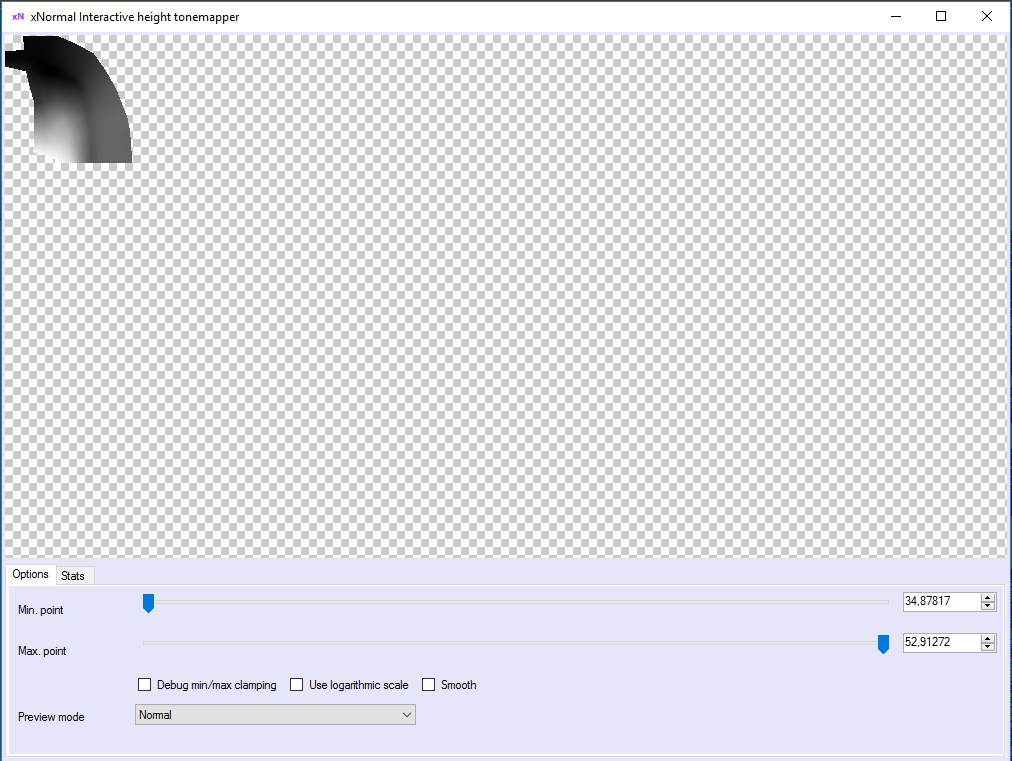 xN xNormal Interactive height tonemapper
Options Stats
Min. point 34,87817
Max. point 52,91272
Debug min/max clamping Use logarithmic scale Smooth
Preview mode Normal